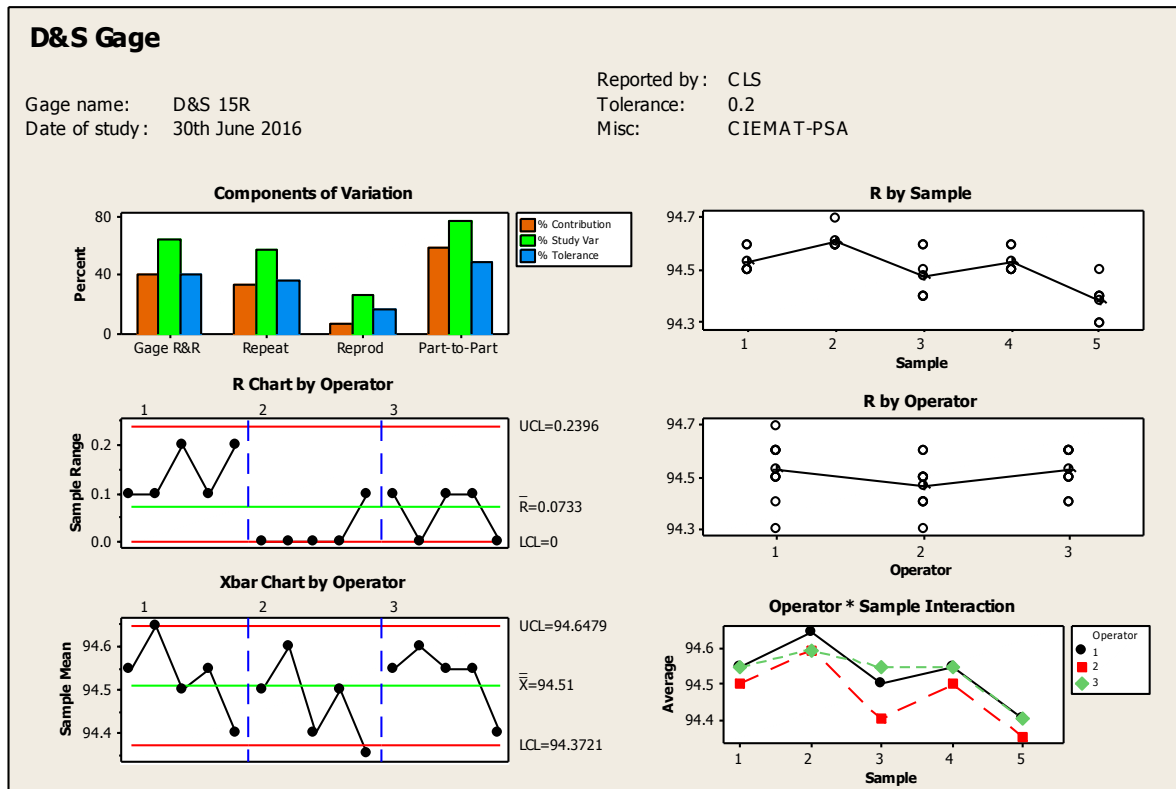 D&S Gage
Gage name: D&S 15R
Date of study: 30th June 2016
Reported by: CLS
Tolerance: 0.2
Misc: CIEMAT-PSA
Components of Variation
Percent
80
40
0
Gage R&R Repeat Reprod Part-to-Part
% Contribution
% Study Var
% Tolerance
R by Sample
94.7
94.5
94.3
1 2 3 4 5
Sample
R Chart by Operator
1 2 3
Sample Range
0.2
0.1
0.0
UCL=0.2396
R̅=0.0733
LCL=0
R by Operator
94.7
94.5
94.3
1 2 3
Operator
Xbar Chart by Operator
1 2 3
Sample Mean
94.6
94.5
94.4
UCL=94.6479
X̿=94.51
LCL=94.3721
Operator * Sample Interaction
Average
94.6
94.5
94.4
1 2 3 4 5
Sample
Operator
1
2
3